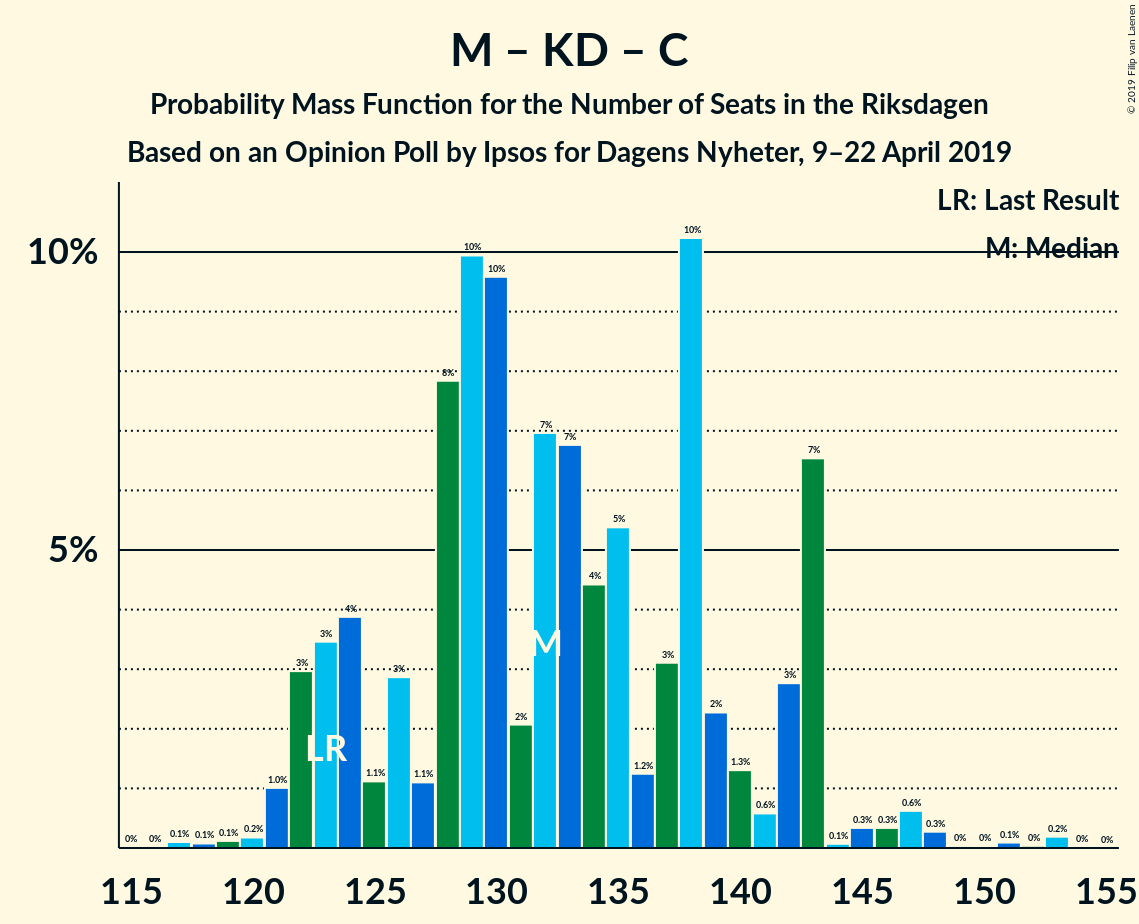 © 2019 Filip van Laenen
M – KD – C
Probability Mass Function for the Number of Seats in the Riksdagen
Based on an Opinion Poll by Ipsos for Dagens Nyheter, 9–22 April 2019
LR: Last Result
M: Median
10%
5%
0% 0% 0.1% 0.1% 0.1% 0.2% 1.0% 3% 3% 4% 1.1% 3% 1.1% 8% 10% 10% 2% 7% 7% 4% 5% 1.2% 3% 10% 2% 1.3% 0.6% 3% 7% 0.1% 0.3% 0.3% 0.6% 0.3% 0% 0% 0.1% 0% 0.2% 0% 0%
M
LR
115 120 125 130 135 140 145 150 155